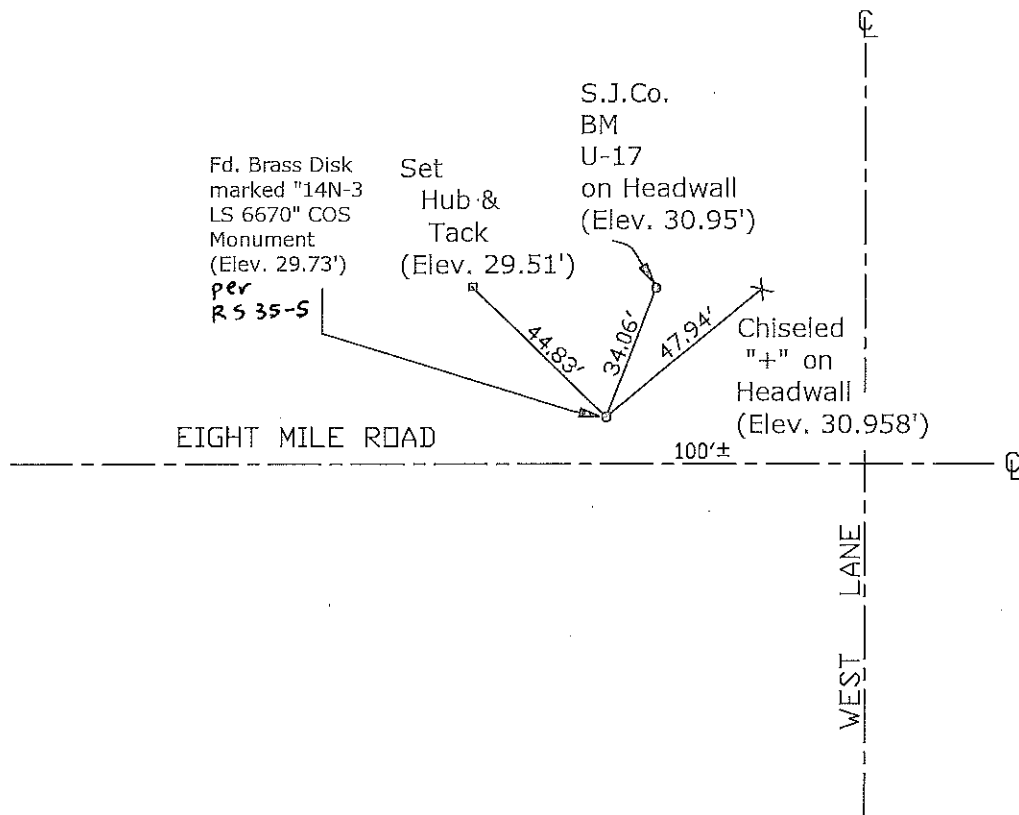 ℄
S.J.Co.
BM
U-17
on Headwall
(Elev. 30.95')
Fd. Brass Disk
marked "14N-3
LS 6670" COS
Monument
(Elev. 29.73')
per
RS 35-S
Set
Hub &
Tack
(Elev. 29.51')
44.83'
34.06'
47.94'
Chiseled
"+" on
Headwall
(Elev. 30.958')
EIGHT MILE ROAD
100'±
℄
WEST LANE